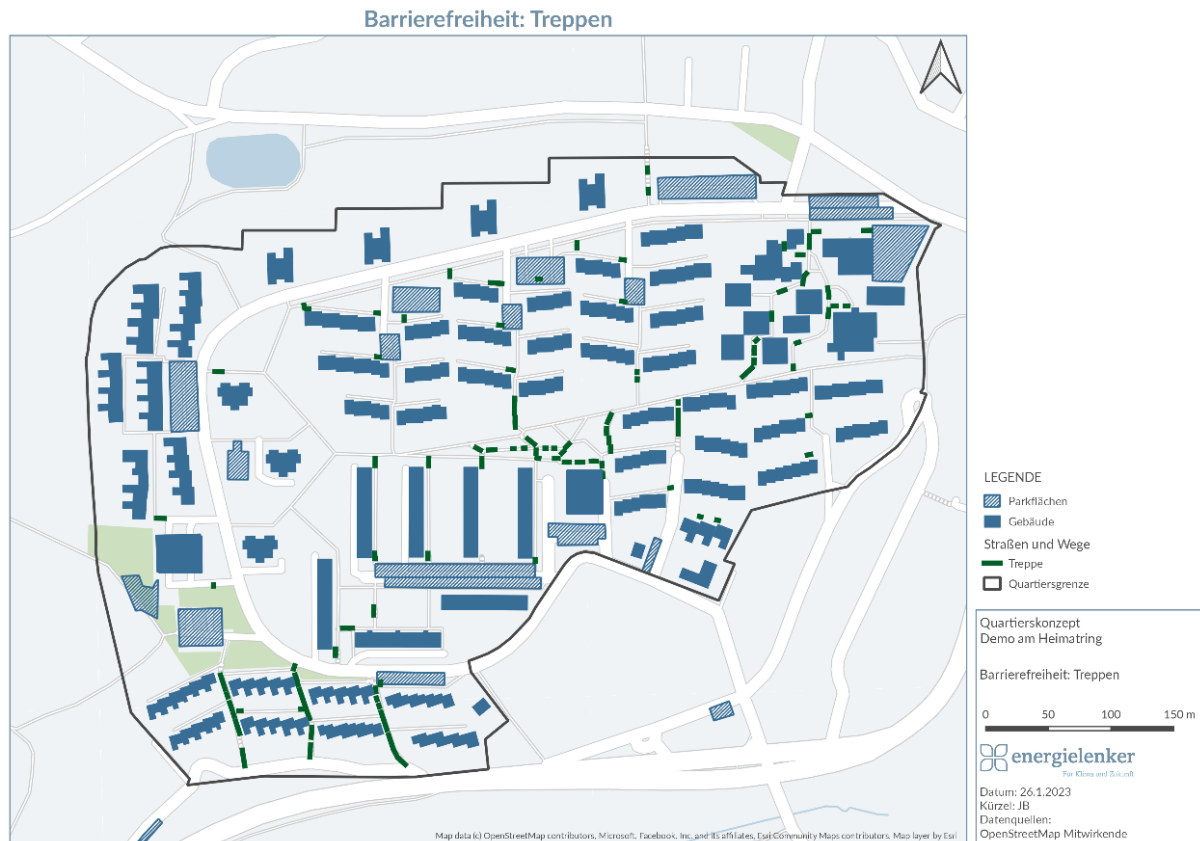 Barrierefreiheit: Treppen
LEGENDE
Parkflächen
Gebäude
Straßen und Wege
Treppe
Quartiersgrenze
Quartierskonzept
Demo am Heimatring
Barrierefreiheit: Treppen
0 50 100 150 m
energielenker
Für Klima und Zukunft
Datum: 26.1.2023
Kürzel: JB
Datenquellen:
OpenStreetMap Mitwirkende
Map data (c) OpenStreetMap contributors, Microsoft, Facebook, Inc. and its affiliates, Esri Community Maps contributors, Map layer by Esri